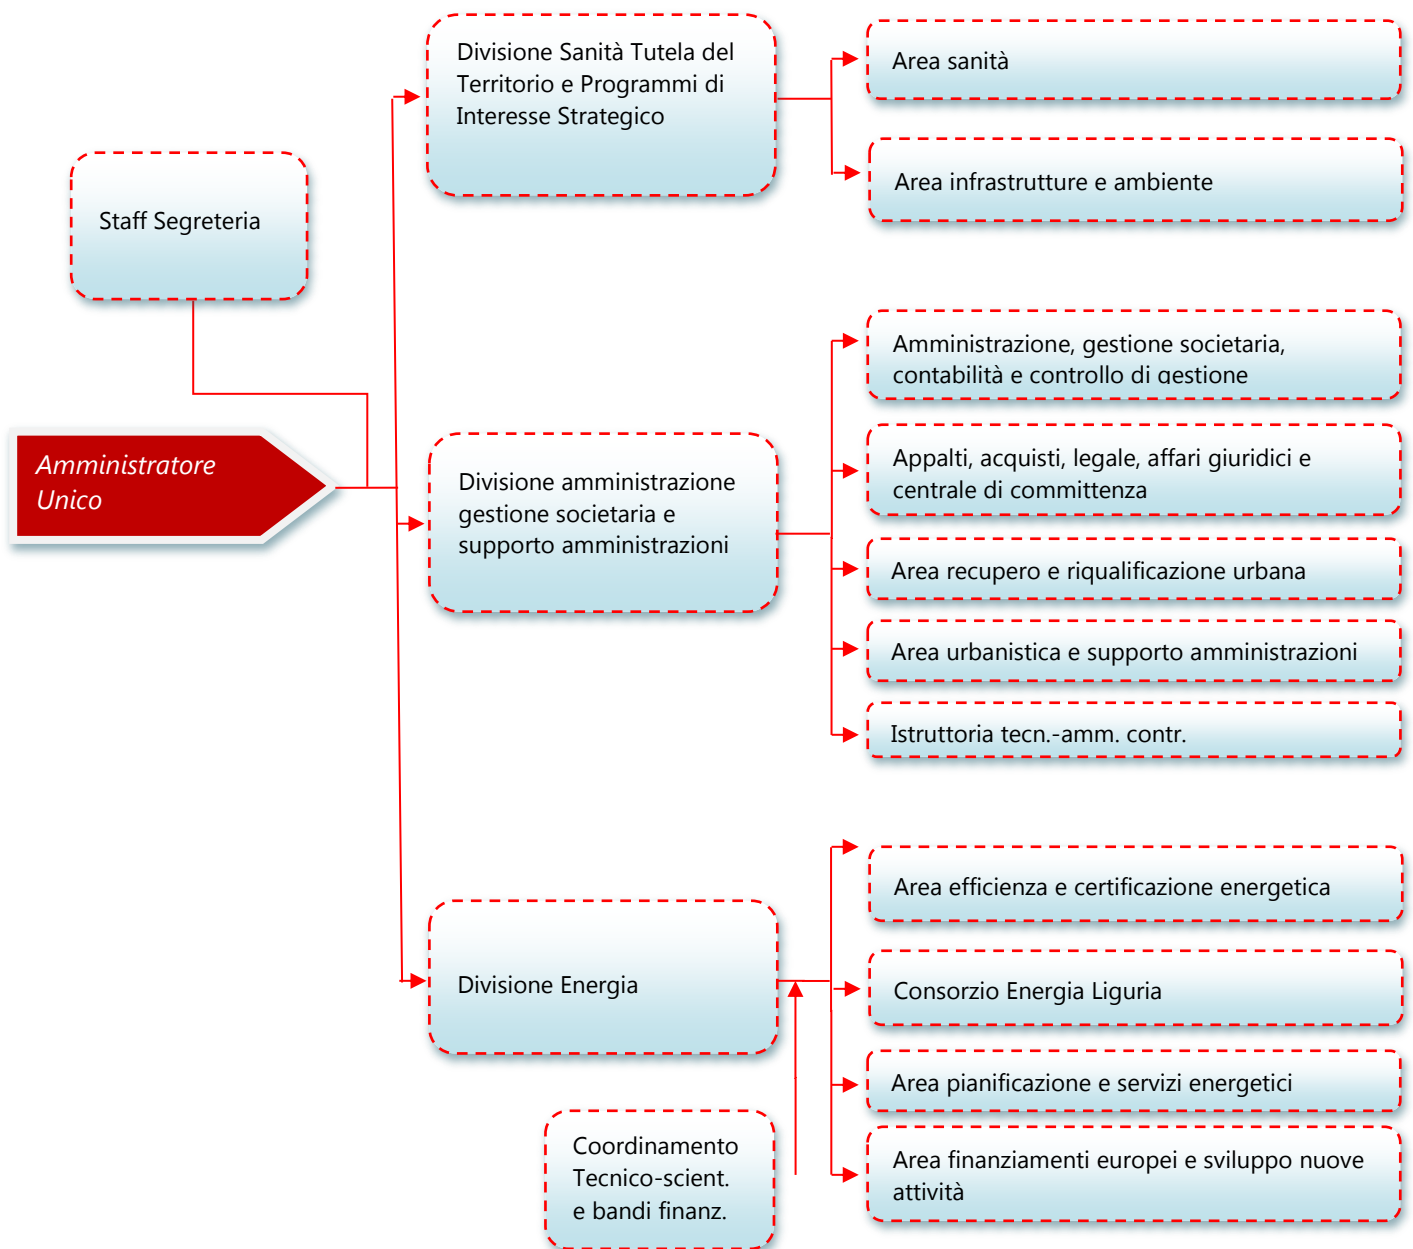 Divisione Sanità Tutela del
Territorio e Programmi di
Interesse Strategico
Area sanità
Area infrastrutture e ambiente
Staff Segreteria
Amministratore
Unico
Divisione amministrazione
gestione societaria e
supporto amministrazioni
Amministrazione, gestione societaria,
contabilità e controllo di gestione
Appalti, acquisti, legale, affari giuridici e
centrale di committenza
Area recupero e riqualificazione urbana
Area urbanistica e supporto amministrazioni
Istruttoria tecn.-amm. contr.
Divisione Energia
Area efficienza e certificazione energetica
Consorzio Energia Liguria
Area pianificazione e servizi energetici
Area finanziamenti europei e sviluppo nuove
attività
Coordinamento
Tecnico-scient.
e bandi finanz.